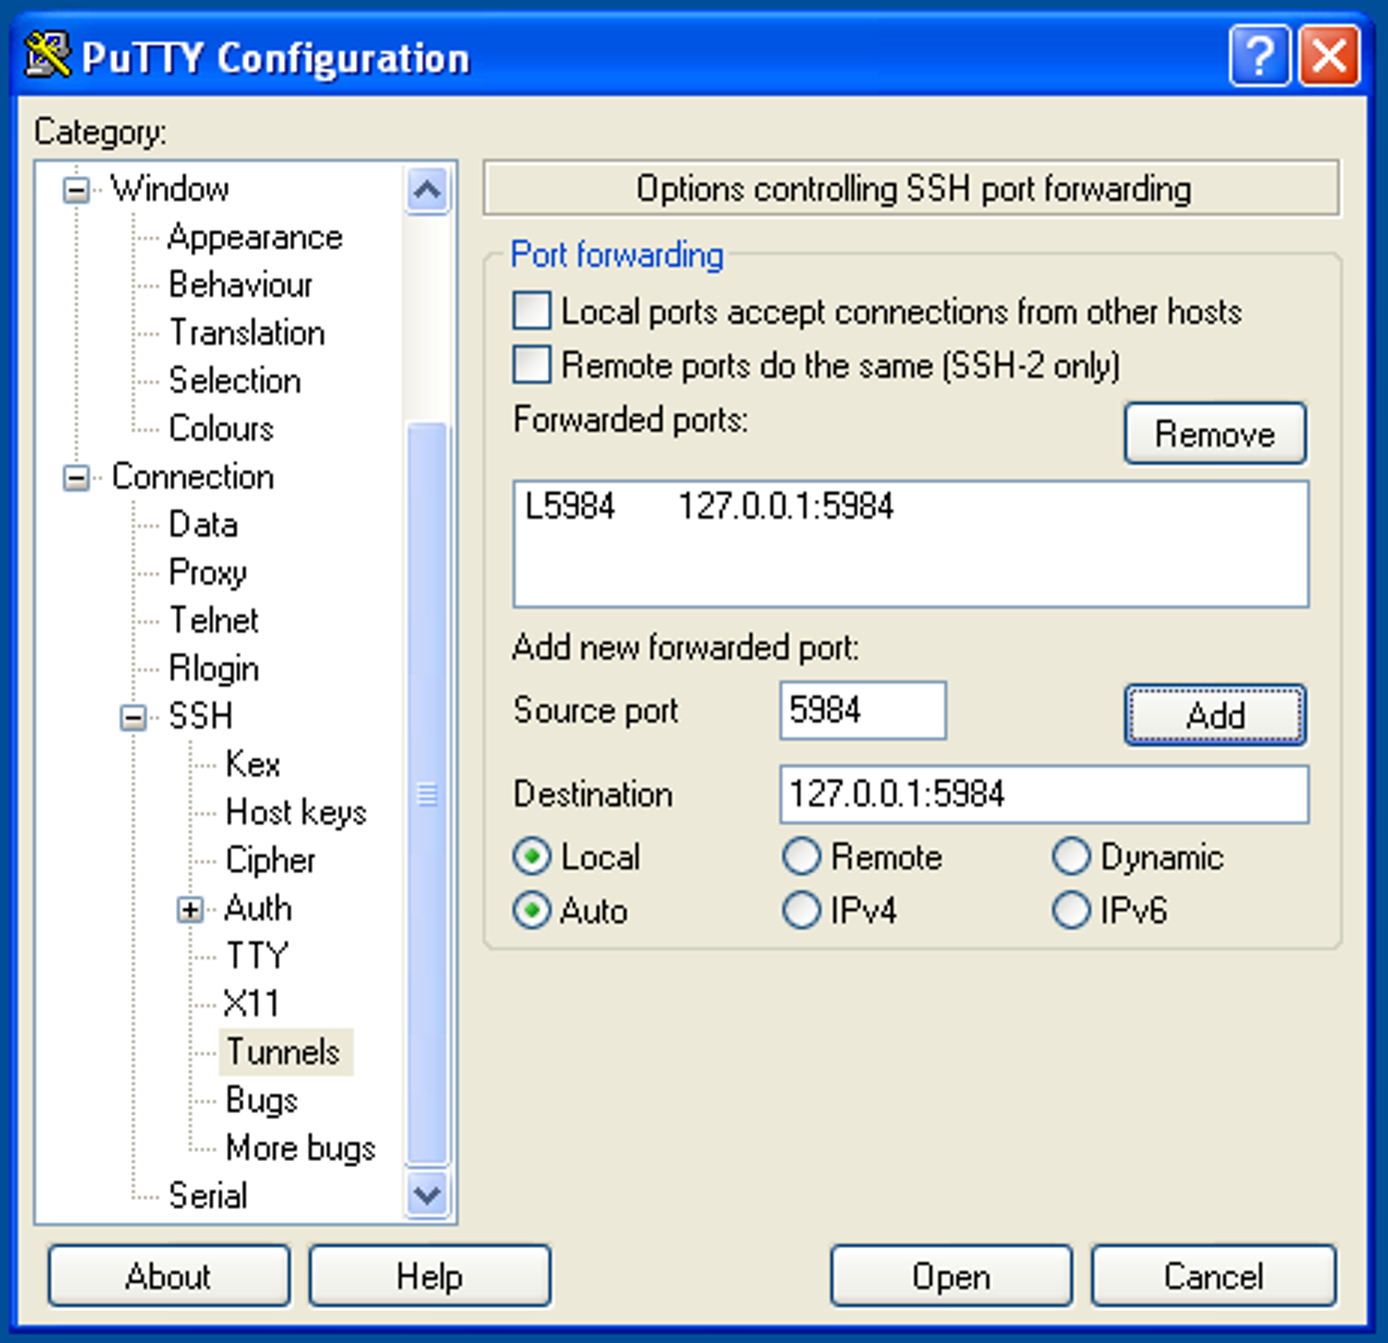 PuTTY Configuration
Category:
Window
Appearance
Behaviour
Translation
Selection
Colours
Connection
Data
Proxy
Telnet
Rlogin
SSH
Kex
Host keys
Cipher
Auth
TTY
X11
Tunnels
Bugs
More bugs
Serial
Options controlling SSH port forwarding
Port forwarding
Local ports accept connections from other hosts
Remote ports do the same (SSH-2 only)
Forwarded ports:
Remove
L5984 127.0.0.1:5984
Add new forwarded port:
Source port 5984 Add
Destination 127.0.0.1:5984
Local Remote Dynamic
Auto IPv4 IPv6
About Help Open Cancel